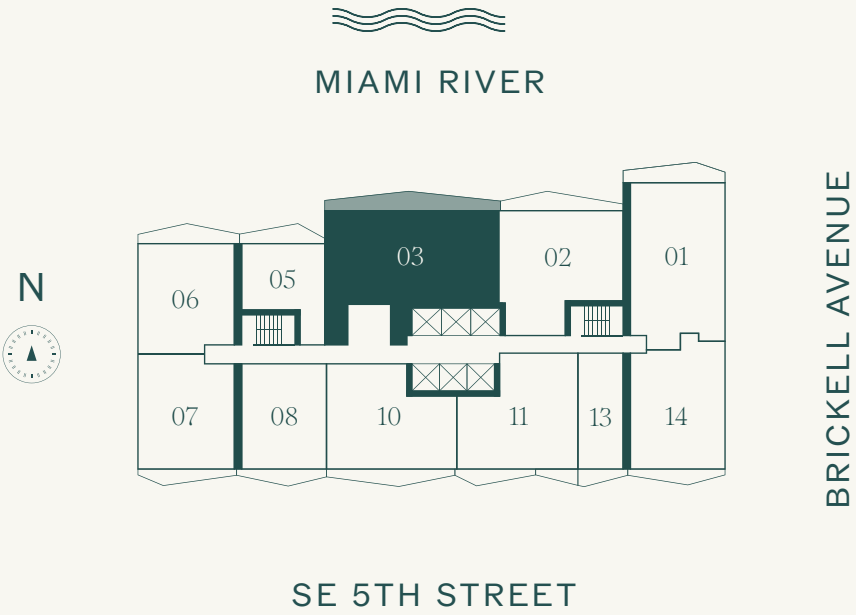 MIAMI RIVER
01
02
03
05
06
N
BRICKELL AVENUE
07
08
10
11
13
14
SE 5TH STREET